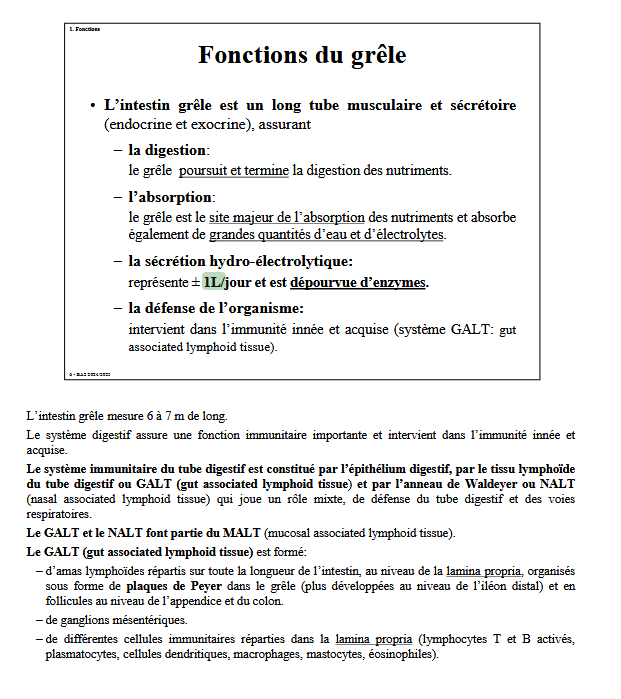 1. Fonctions
Fonctions du grêle
• L’intestin grêle est un long tube musculaire et sécrétoire
(endocrine et exocrine), assurant
– la digestion:
le grêle poursuit et termine la digestion des nutriments.
– l’absorption:
le grêle est le site majeur de l’absorption des nutriments et absorbe
également de grandes quantités d’eau et d’électrolytes.
– la sécrétion hydro-électrolytique:
représente ± 1L/jour et est dépourvue d’enzymes.
– la défense de l’organisme:
intervient dans l’immunité innée et acquise (système GALT: gut
associated lymphoid tissue).
L’intestin grêle mesure 6 à 7 m de long.
Le système digestif assure une fonction immunitaire importante et intervient dans l’immunité innée et
acquise.
Le système immunitaire du tube digestif est constitué par l’épithélium digestif, par le tissu lymphoïde
du tube digestif ou GALT (gut associated lymphoid tissue) et par l’anneau de Waldeyer ou NALT
(nasal associated lymphoid tissue) qui joue un rôle mixte, de défense du tube digestif et des voies
respiratoires.
Le GALT et le NALT font partie du MALT (mucosal associated lymphoid tissue).
Le GALT (gut associated lymphoid tissue) est formé:
– d’amas lymphoïdes répartis sur toute la longueur de l’intestin, au niveau de la lamina propria, organisés
sous forme de plaques de Peyer dans le grêle (plus développées au niveau de l’iléon distal) et en
follicules au niveau de l’appendice et du colon.
– de ganglions mésentériques.
– de différentes cellules immunitaires réparties dans la lamina propria (lymphocytes T et B activés,
plasmatocytes, cellules dendritiques, macrophages, mastocytes, éosinophiles).